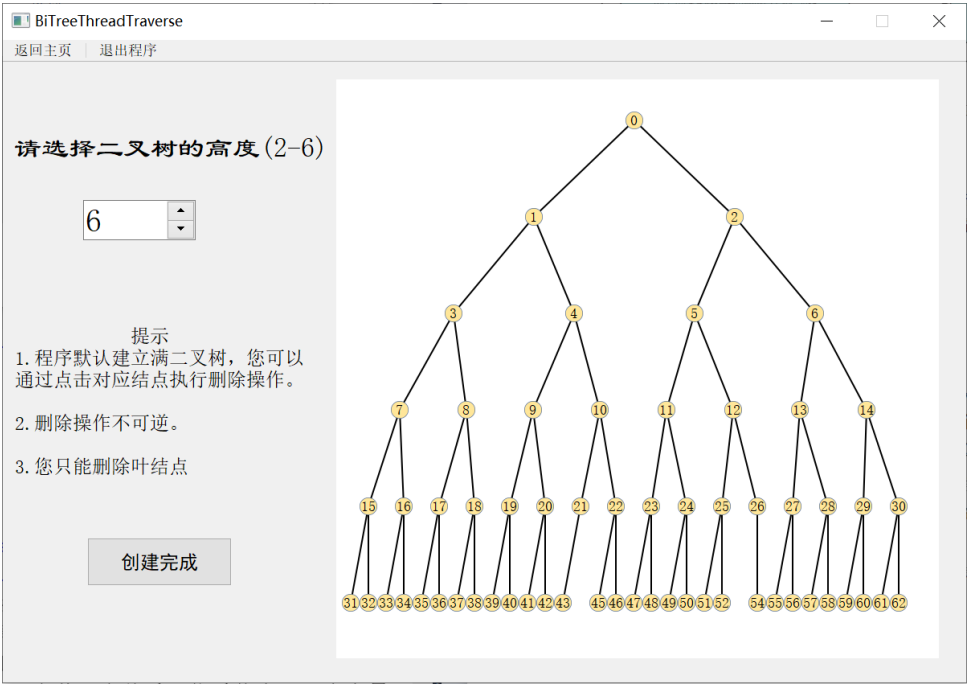 BiTreeThreadTraverse
返回主页 退出程序
请选择二叉树的高度(2-6)
6
提示
1.程序默认建立满二叉树，您可以
通过点击对应结点执行删除操作。
2.删除操作不可逆。
3.您只能删除叶结点
创建完成
0
1 2
3 4 5 6
7 8 9 10 11 12 13 14
15 16 17 18 19 20 21 22 23 24 25 26 27 28 29 30
31 32 33 34 35 36 37 38 39 40 41 42 43 45 46 47 48 49 50 51 52 54 55 56 57 58 59 60 61 62